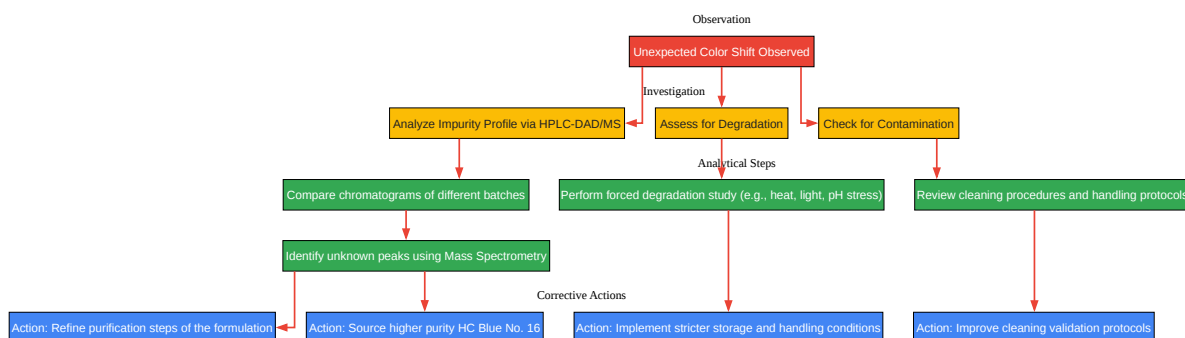 Observation
Unexpected Color Shift Observed
Investigation
Analyze Impurity Profile via HPLC-DAD/MS
Assess for Degradation
Check for Contamination
Analytical Steps
Compare chromatograms of different batches
Perform forced degradation study (e.g., heat, light, pH stress)
Review cleaning procedures and handling protocols
Identify unknown peaks using Mass Spectrometry
Corrective Actions
Action: Refine purification steps of the formulation
Action: Source higher purity HC Blue No. 16
Action: Implement stricter storage and handling conditions
Action: Improve cleaning validation protocols